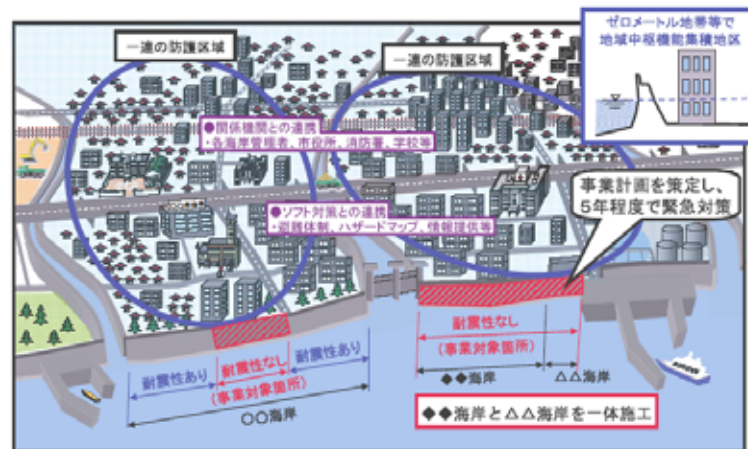 ゼロメートル地帯等で
地域中枢機能集積地区
一連の防護区域
一連の防護区域
●関係機関との連携
・各海岸管理者、市役所、消防署、学校等
事業計画を策定し、
5年程度で緊急対策
●ソフト対策との連携
・避難体制、ハザードマップ、情報提供等
耐震性なし
(事業対象箇所)
耐震性あり
耐震性なし
(事業対象箇所)
耐震性あり
◆◆海岸
△△海岸
○○海岸
◆◆海岸と△△海岸を一体施工